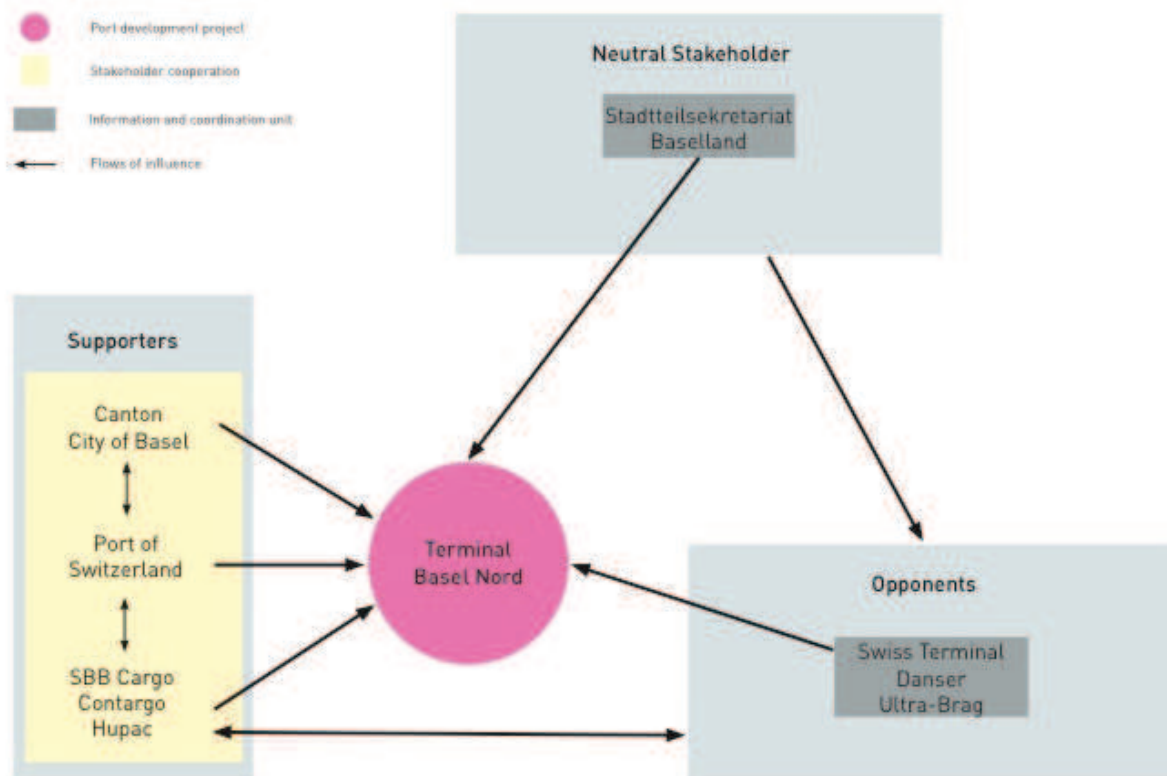 Port development project
Stakeholder cooperation
Information and coordination unit
Flows of influence
Neutral Stakeholder
Stadtteilsekretariat
Baselland
Supporters
Canton
City of Basel
Port of
Switzerland
SBB Cargo
Contargo
Hupac
Terminal
Basel Nord
Opponents
Swiss Terminal
Danser
Ultra-Brag